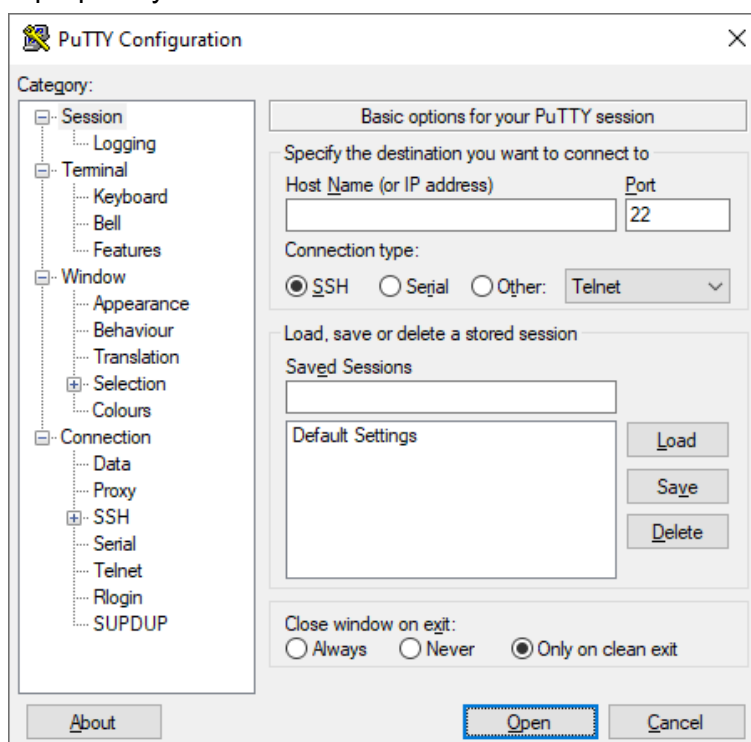 PuTTY Configuration
Category:
Session
Logging
Terminal
Keyboard
Bell
Features
Window
Appearance
Behaviour
Translation
Selection
Colours
Connection
Data
Proxy
SSH
Serial
Telnet
Rlogin
SUPDUP
Basic options for your PuTTY session
Specify the destination you want to connect to
Host Name (or IP address) Port
22
Connection type:
SSH Serial Other: Telnet
Load, save or delete a stored session
Saved Sessions
Default Settings
Load
Save
Delete
Close window on exit:
Always Never Only on clean exit
About Open Cancel